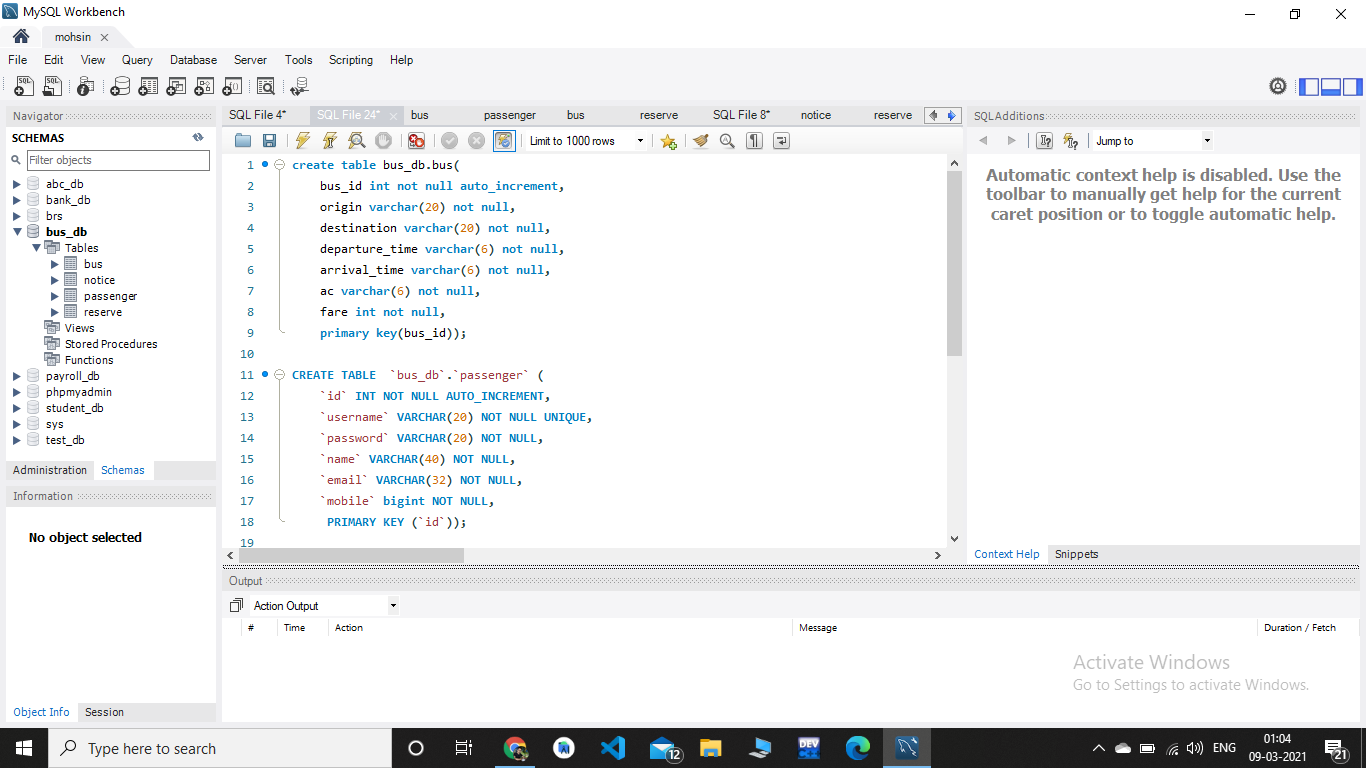 MySQL Workbench
mohsin
File Edit View Query Database Server Tools Scripting Help
Navigator
SCHEMAS
Filter objects
abc_db
bank_db
brs
bus_db
Tables
bus
notice
passenger
reserve
Views
Stored Procedures
Functions
payroll_db
phpmyadmin
student_db
sys
test_db
Administration Schemas
Information
No object selected
Object Info Session
SQL File 4* SQL File 24* bus passenger bus reserve SQL File 8* notice reserve
Limit to 1000 rows
1 create table bus_db.bus(
2 bus_id int not null auto_increment,
3 origin varchar(20) not null,
4 destination varchar(20) not null,
5 departure_time varchar(6) not null,
6 arrival_time varchar(6) not null,
7 ac varchar(6) not null,
8 fare int not null,
9 primary key(bus_id));
10
11 CREATE TABLE `bus_db`.`passenger` (
12 `id` INT NOT NULL AUTO_INCREMENT,
13 `username` VARCHAR(20) NOT NULL UNIQUE,
14 `password` VARCHAR(20) NOT NULL,
15 `name` VARCHAR(40) NOT NULL,
16 `email` VARCHAR(32) NOT NULL,
17 `mobile` bigint NOT NULL,
18 PRIMARY KEY (`id`));
19
SQLAdditions
Jump to
Automatic context help is disabled. Use the
toolbar to manually get help for the current
caret position or to toggle automatic help.
Context Help Snippets
Output
Action Output
# Time Action Message Duration / Fetch
Activate Windows
Go to Settings to activate Windows.
Type here to search
12
DEV
C++
ENG
01:04
09-03-2021
21